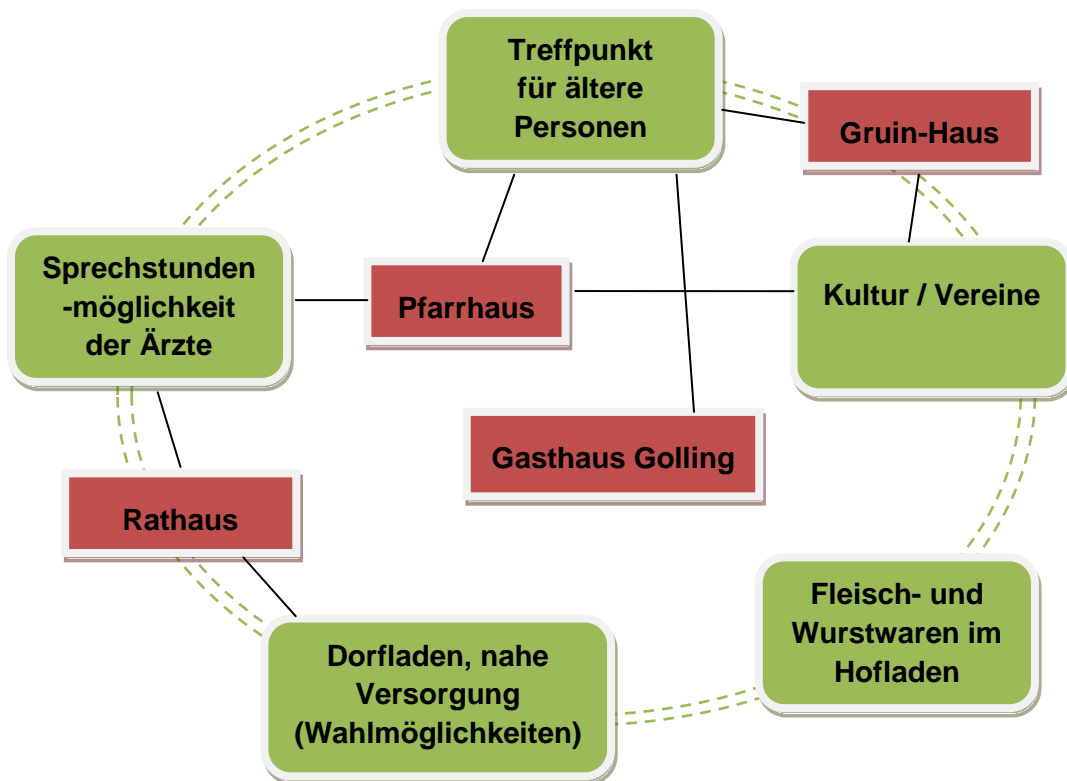 Treffpunkt
für ältere
Personen
Gruin-Haus
Sprechstunden
-möglichkeit
der Ärzte
Pfarrhaus
Kultur / Vereine
Gasthaus Golling
Rathaus
Fleisch- und
Wurstwaren im
Hofladen
Dorfladen, nahe
Versorgung
(Wahlmöglichkeiten)